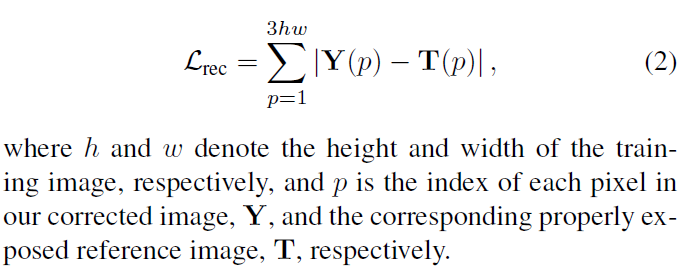 3hw
L_rec = ∑ |Y(p) − T(p)| , (2)
p=1
where h and w denote the height and width of the train-
ing image, respectively, and p is the index of each pixel in
our corrected image, Y, and the corresponding properly ex-
posed reference image, T, respectively.